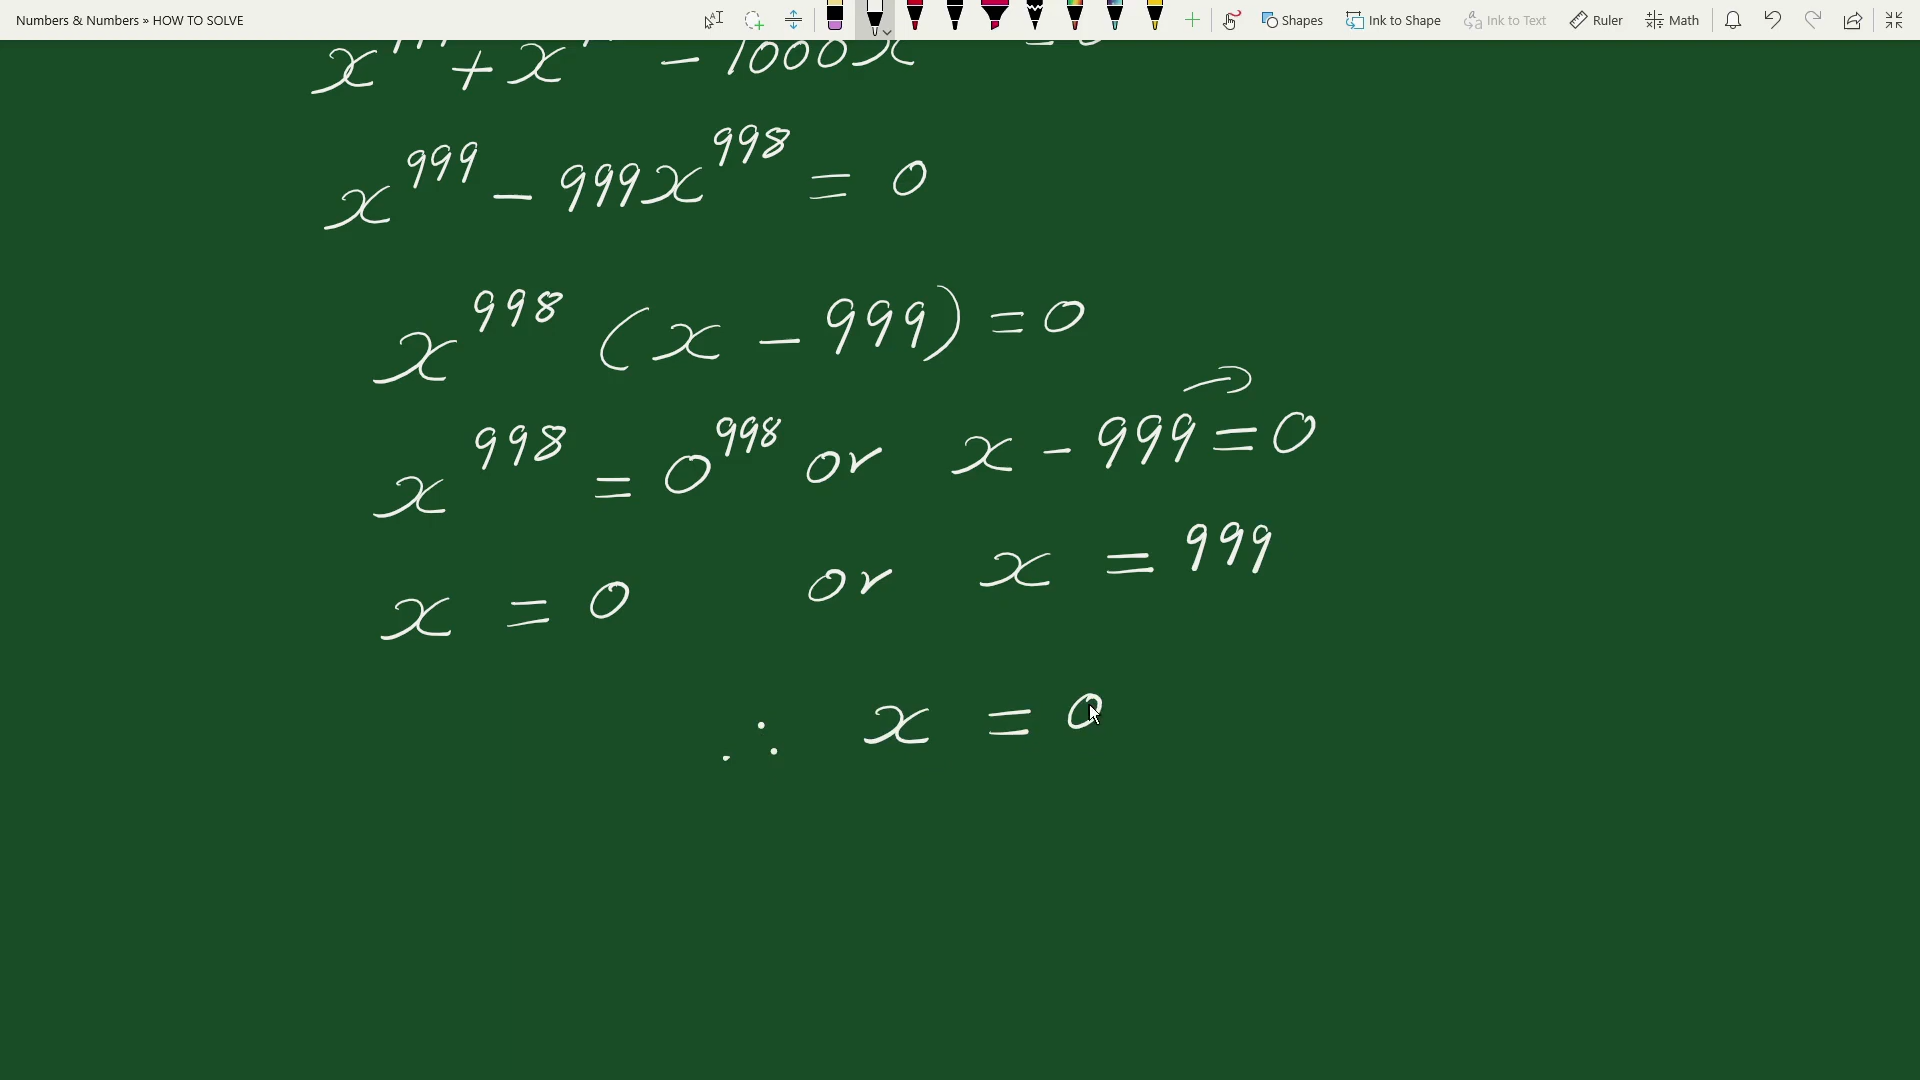 Numbers & Numbers » HOW TO SOLVE Shapes Ink to Shape Ink to Text Ruler Math
x + x - 1000x
x^999 - 999x^998 = 0
x^998 (x - 999) = 0
x^998 = 0^998 or x - 999 = 0
x = 0 or x = 999
∴ x = 0